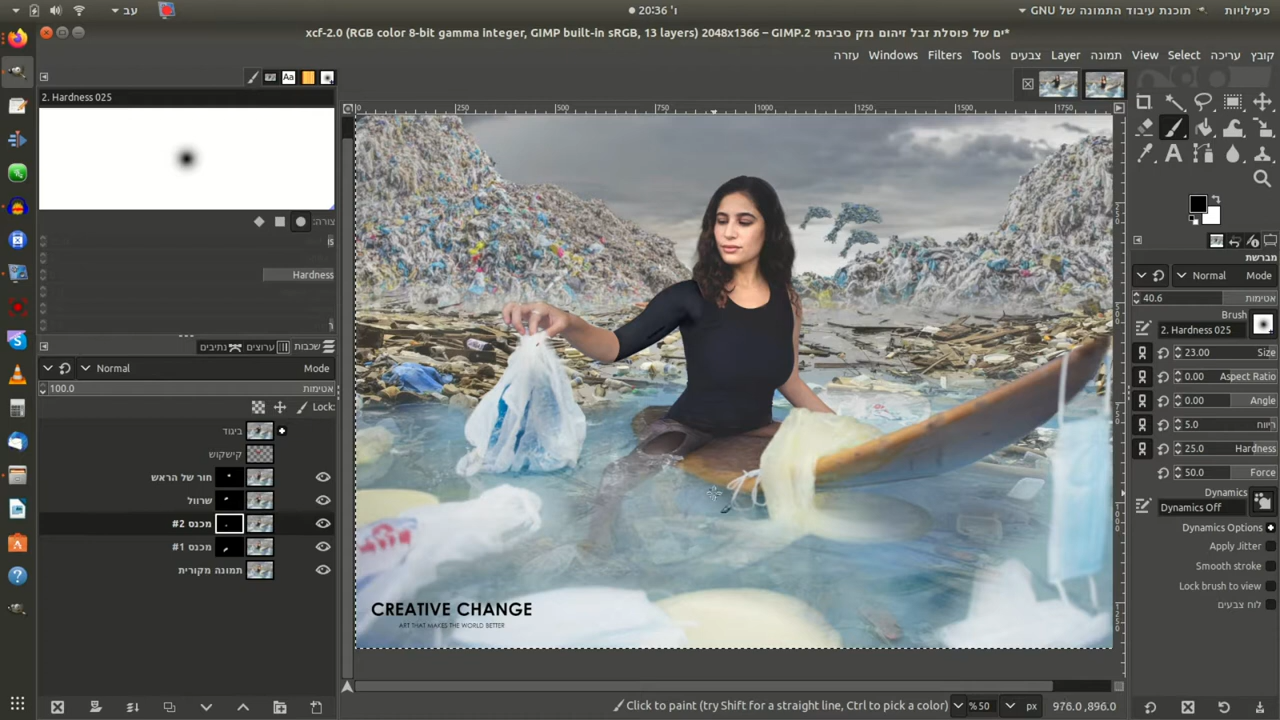 פעילויות
תוכנת עיבוד התמונה של GNU
ו' 20:36
עב
*ים של פוסלת זבל זיהום נזק סביבתי xcf-2.0 (RGB color 8-bit gamma integer, GIMP built-in sRGB, 13 layers) 2048x1366 – GIMP.2
קובץ
עריכה
Select
View
תמונה
Layer
צבעים
Tools
Filters
Windows
עזרה
2. Hardness 025
צורה:
Hardness
שכבות
ערוצים
נתיבים
Mode
Normal
אטימות
100.0
Lock:
ביגוד
קישקוש
חור של הראש
שרוול
מכנס 2#
מכנס 1#
תמונה מקורית
0 250 500 750 1000 1250 1500 1750
CREATIVE CHANGE
ART THAT MAKES THE WORLD BETTER
מברשת
Mode
Normal
אטימות
40.6
Brush
2. Hardness 025
23.00 Size
0.00 Aspect Ratio
0.00 Angle
5.0 ריווח
25.0 Hardness
50.0 Force
Dynamics
Dynamics Off
Dynamics Options
Apply Jitter
Smooth stroke
Lock brush to view
לוח צבעים
Click to paint (try Shift for a straight line, Ctrl to pick a color)
%50
px
976.0, 896.0